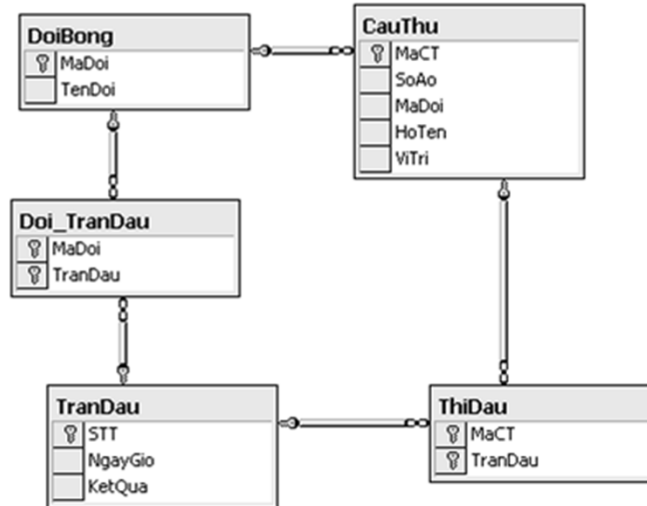 DoiBong
MaDoi
TenDoi
CauThu
MaCT
SoAo
MaDoi
HoTen
ViTri
Doi_TranDau
MaDoi
TranDau
TranDau
STT
NgayGio
KetQua
ThiDau
MaCT
TranDau